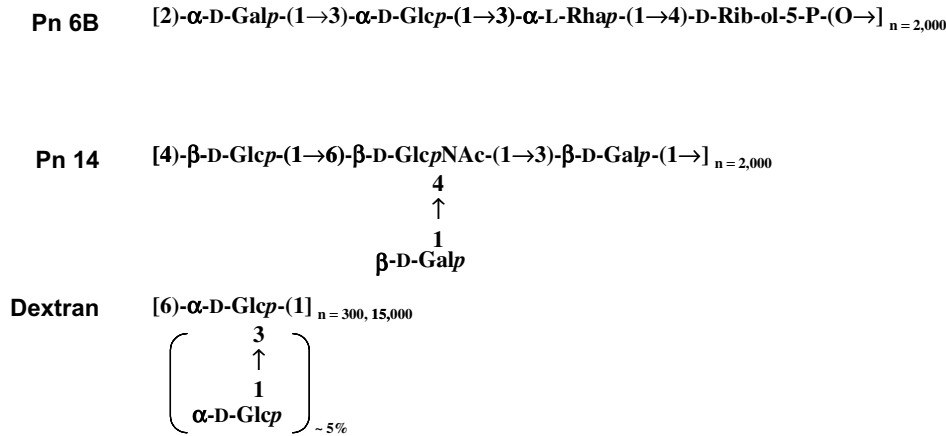 Pn 6B [2)-α-D-Galp-(1→3)-α-D-Glcp-(1→3)-α-L-Rhap-(1→4)-D-Rib-ol-5-P-(O→] n = 2,000
Pn 14 [4)-β-D-Glcp-(1→6)-β-D-GlcpNAc-(1→3)-β-D-Galp-(1→] n = 2,000
4
↑
1
β-D-Galp
Dextran [6)-α-D-Glcp-(1] n = 300, 15,000
3
↑
1
α-D-Glcp
~ 5%